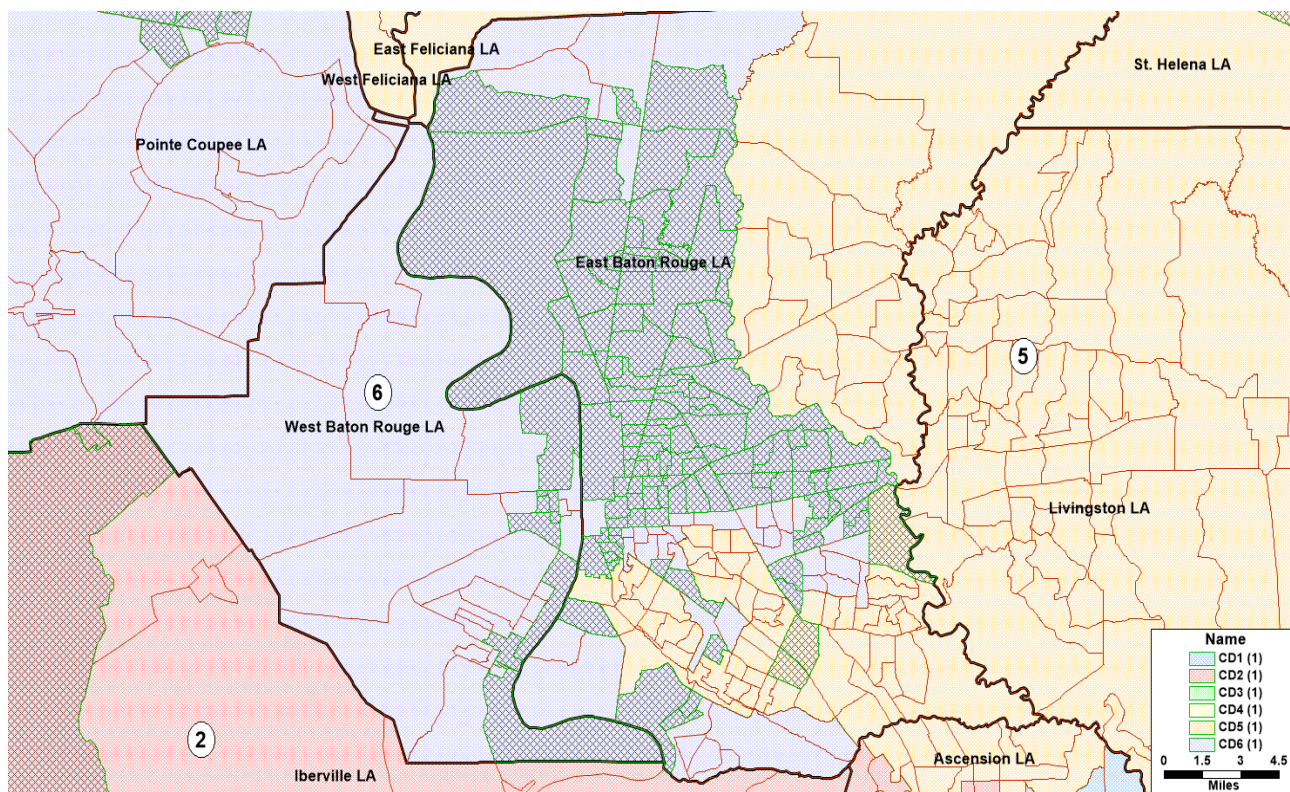 East Feliciana LA
West Feliciana LA
St. Helena LA
Pointe Coupee LA
East Baton Rouge LA
5
6
West Baton Rouge LA
Livingston LA
2
Iberville LA
Ascension LA
Name
CD1 (1)
CD2 (1)
CD3 (1)
CD4 (1)
CD5 (1)
CD6 (1)
0 1.5 3 4.5
Miles